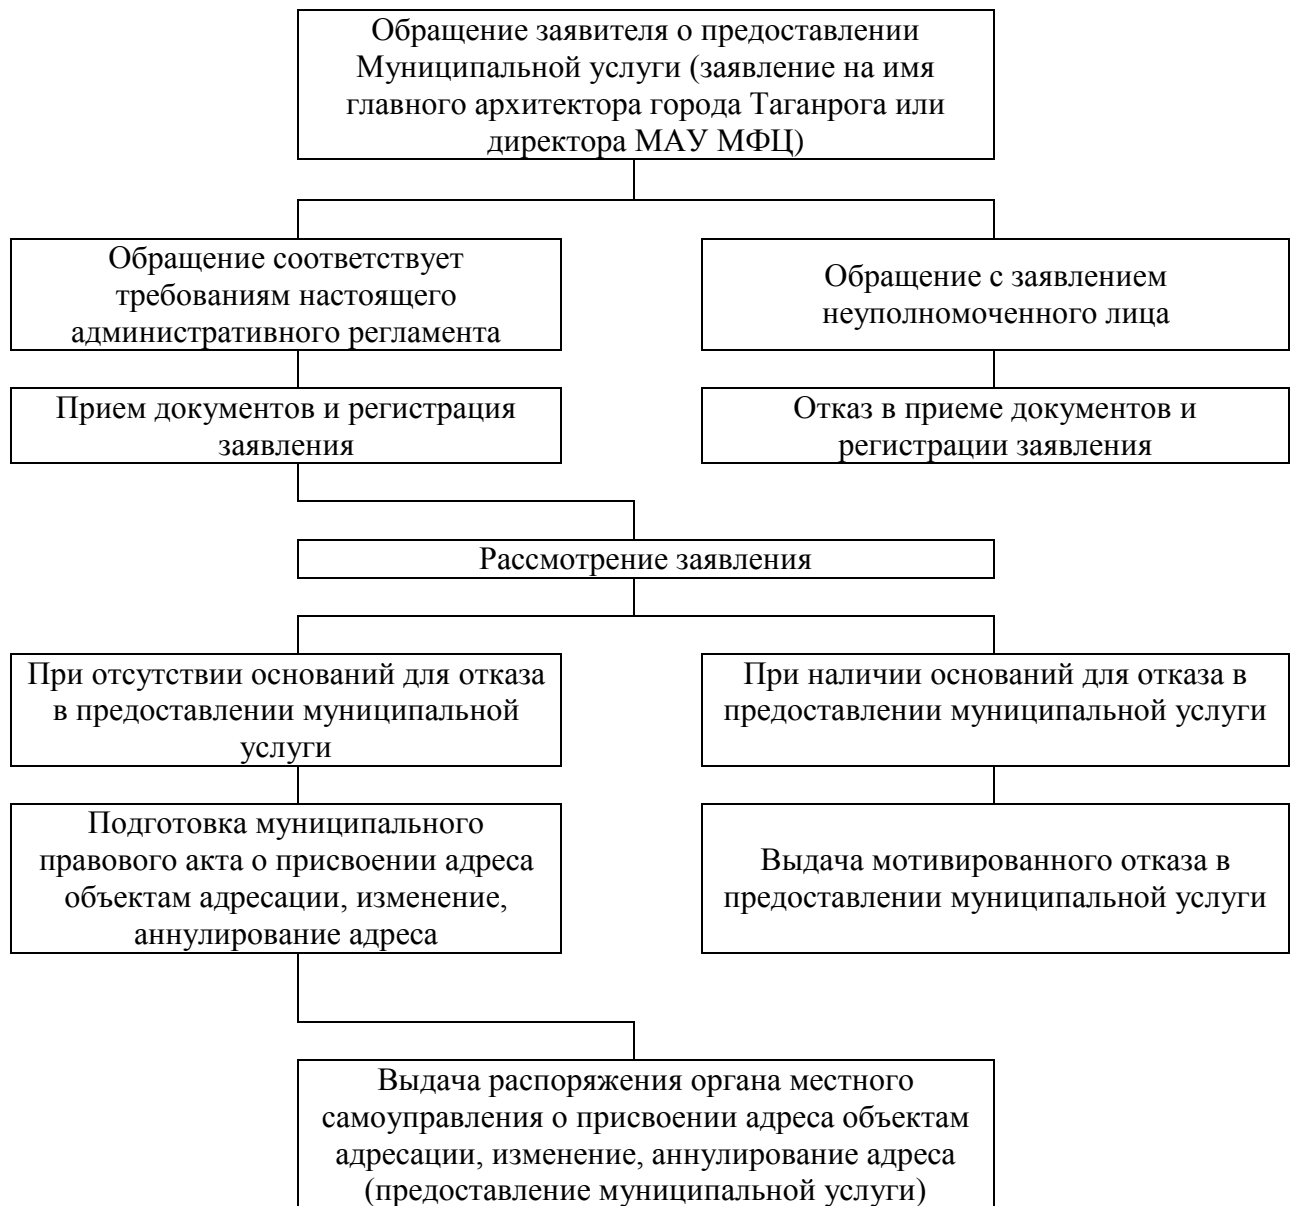 Обращение заявителя о предоставлении
Муниципальной услуги (заявление на имя
главного архитектора города Таганрога или
директора МАУ МФЦ)
Обращение соответствует
требованиям настоящего
административного регламента
Обращение с заявлением
неуполномоченного лица
Прием документов и регистрация
заявления
Отказ в приеме документов и
регистрации заявления
Рассмотрение заявления
При отсутствии оснований для отказа
в предоставлении муниципальной
услуги
При наличии оснований для отказа в
предоставлении муниципальной услуги
Подготовка муниципального
правового акта о присвоении адреса
объектам адресации, изменение,
аннулирование адреса
Выдача мотивированного отказа в
предоставлении муниципальной услуги
Выдача распоряжения органа местного
самоуправления о присвоении адреса объектам
адресации, изменение, аннулирование адреса
(предоставление муниципальной услуги)